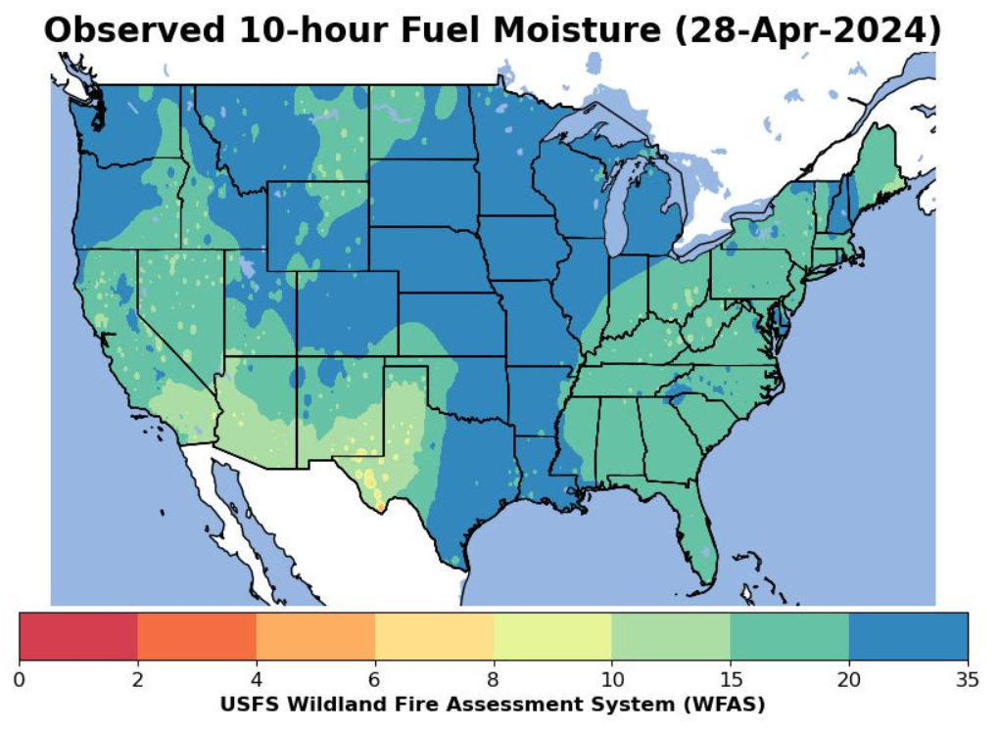 Observed 10-hour Fuel Moisture (28-Apr-2024)
0 2 4 6 8 10 15 20 35
USFS Wildland Fire Assessment System (WFAS)